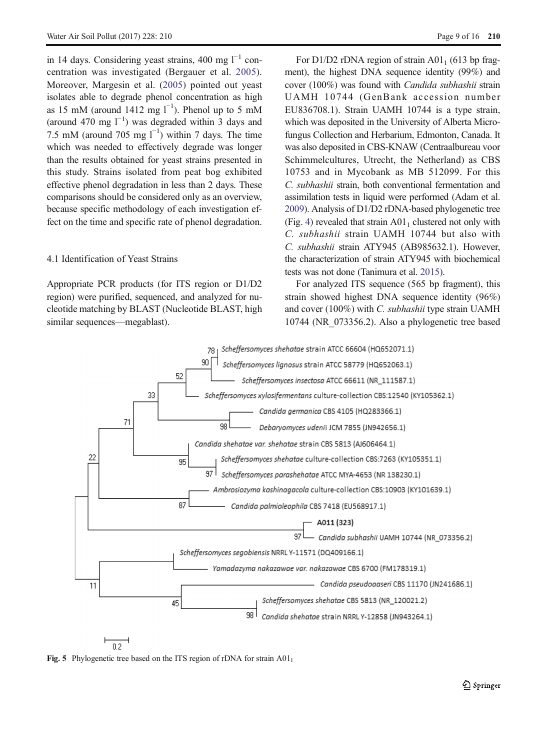 Water Air Soil Pollut (2017) 228: 210
Page 9 of 16 210
in 14 days. Considering yeast strains, 400 mg l−1 con-
centration was investigated (Bergauer et al. 2005).
Moreover, Margesin et al. (2005) pointed out yeast
isolates able to degrade phenol concentration as high
as 15 mM (around 1412 mg l−1). Phenol up to 5 mM
(around 470 mg l−1) was degraded within 3 days and
7.5 mM (around 705 mg l−1) within 7 days. The time
which was needed to effectively degrade was longer
than the results obtained for yeast strains presented in
this study. Strains isolated from peat bog exhibited
effective phenol degradation in less than 2 days. These
comparisons should be considered only as an overview,
because specific methodology of each investigation ef-
fect on the time and specific rate of phenol degradation.
4.1 Identification of Yeast Strains
Appropriate PCR products (for ITS region or D1/D2
region) were purified, sequenced, and analyzed for nu-
cleotide matching by BLAST (Nucleotide BLAST, high
similar sequences—megablast).
For D1/D2 rDNA region of strain A011 (613 bp frag-
ment), the highest DNA sequence identity (99%) and
cover (100%) was found with Candida subhashii strain
UAMH 10744 (GenBank accession number
EU836708.1). Strain UAMH 10744 is a type strain,
which was deposited in the University of Alberta Micro-
fungus Collection and Herbarium, Edmonton, Canada. It
was also deposited in CBS-KNAW (Centraalbureau voor
Schimmelcultures, Utrecht, the Netherland) as CBS
10753 and in Mycobank as MB 512099. For this
C. subhashii strain, both conventional fermentation and
assimilation tests in liquid were performed (Adam et al.
2009). Analysis of D1/D2 rDNA-based phylogenetic tree
(Fig. 4) revealed that strain A011 clustered not only with
C. subhashii strain UAMH 10744 but also with
C. subhashii strain ATY945 (AB985632.1). However,
the characterization of strain ATY945 with biochemical
tests was not done (Tanimura et al. 2015).
For analyzed ITS sequence (565 bp fragment), this
strain showed highest DNA sequence identity (96%)
and cover (100%) with C. subhashii type strain UAMH
10744 (NR_073356.2). Also a phylogenetic tree based
78 Scheffersomyces shehatae strain ATCC 66604 (HQ652071.1)
90 Scheffersomyces lignosus strain ATCC 58779 (HQ652063.1)
52 Scheffersomyces insectosa ATCC 66611 (NR_111587.1)
33 Scheffersomyces xylosifermentans culture-collection CBS:12540 (KY105362.1)
Candida germanica CBS 4105 (HQ283366.1)
71 98 Debaryomyces udenii JCM 7855 (JN942656.1)
Candida shehatae var. shehatae strain CBS 5813 (AJ606464.1)
22 95 Scheffersomyces shehatae culture-collection CBS:7263 (KY105351.1)
97 Scheffersomyces parashehatae ATCC MYA-4653 (NR 138230.1)
Ambrosiozyma kashinagacola culture-collection CBS:10903 (KY101639.1)
87 Candida palmioleophila CBS 7418 (EU568917.1)
A011 (323)
97 Candida subhashii UAMH 10744 (NR_073356.2)
Scheffersomyces segobiensis NRRL Y-11571 (DQ409166.1)
Yamadazyma nakazawae var. nakazawae CBS 6700 (FM178319.1)
11 Candida pseudoaaseri CBS 11170 (JN241686.1)
45 Scheffersomyces shehatae CBS 5813 (NR_120021.2)
98 Candida shehatae strain NRRL Y-12858 (JN943264.1)
0.2
Fig. 5 Phylogenetic tree based on the ITS region of rDNA for strain A011
Springer